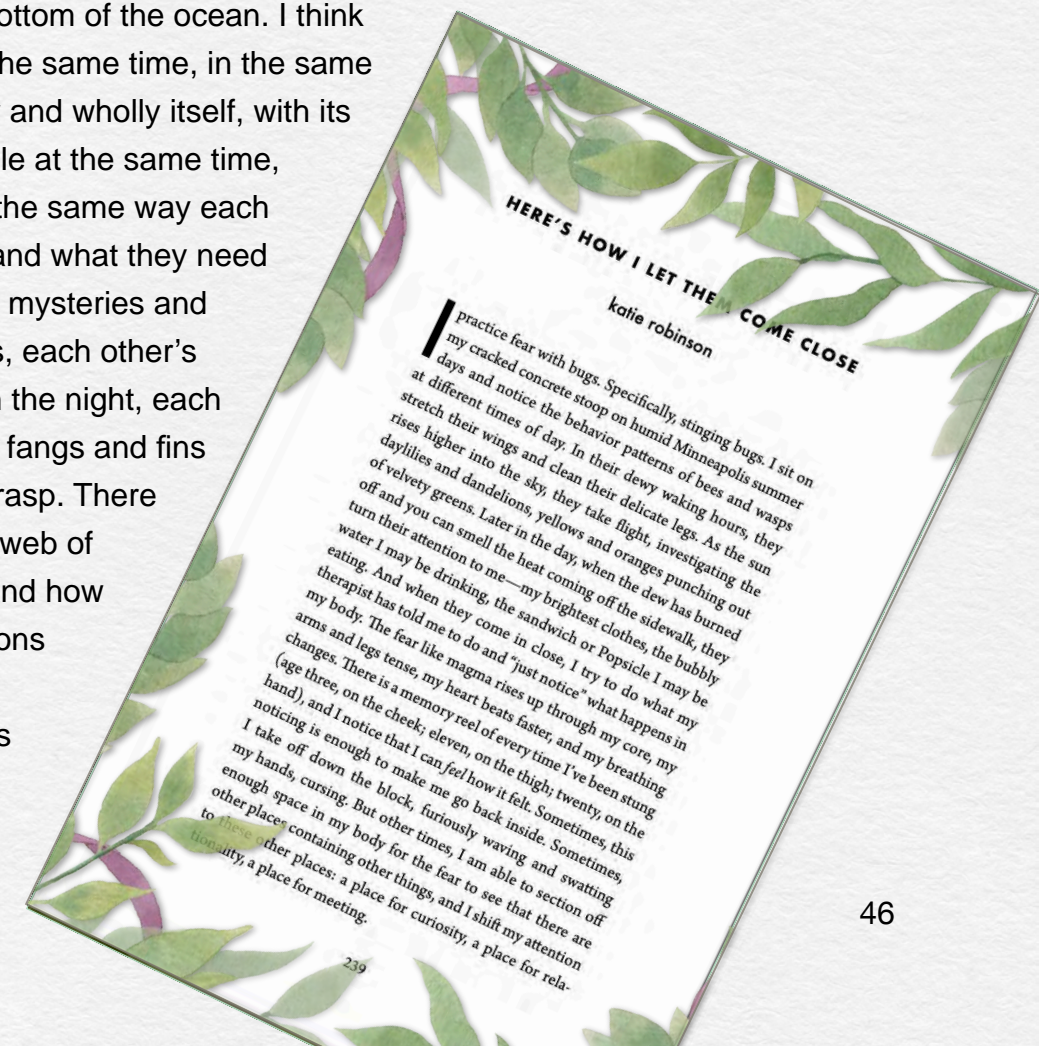 ottom of the ocean. I think
he same time, in the same
and wholly itself, with its
le at the same time,
the same way each
and what they need
mysteries and
s, each other's
the night, each
fangs and fins
rasp. There
web of
nd how
ons
s
HERE'S HOW I LET THEM COME CLOSE
katie robinson
I practice fear with bugs. Specifically, stinging bugs. I sit on
my cracked concrete stoop on humid Minneapolis summer
days and notice the behavior patterns of bees and wasps
at different times of day. In their dewy waking hours, they
stretch their wings and clean their delicate legs. As the sun
rises higher into the sky, they take flight, investigating the
daylilies and dandelions, yellows and oranges punching out
of velvety greens. Later in the day, when the dew has burned
off and you can smell the heat coming off the sidewalk, they
turn their attention to me—my brightest clothes, the bubbly
water I may be drinking, the sandwich or Popsicle I may be
eating. And when they come in close, I try to do what my
therapist has told me to do and "just notice" what happens in
my body. The fear like magma rises up through my core, my
arms and legs tense, my heart beats faster, and my breathing
changes. There is a memory reel of every time I've been stung
(age three, on the cheek; eleven, on the thigh; twenty, on the
hand), and I notice that I can feel how it felt. Sometimes, this
noticing is enough to make me go back inside. Sometimes,
I take off down the block, furiously waving and swatting
my hands, cursing. But other times, I am able to section off
enough space in my body for the fear to see that there are
other places containing other things, and I shift my attention
to these other places: a place for curiosity, a place for rela-
tionality, a place for meeting.
239
46